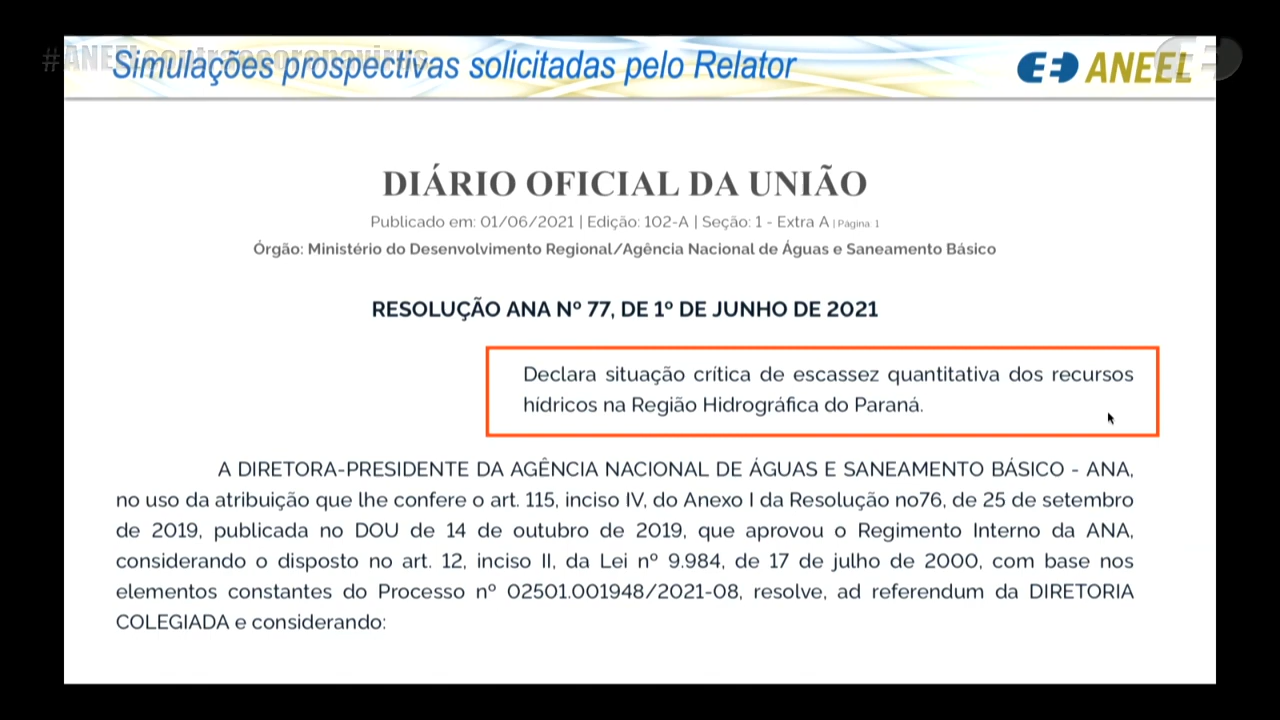 #ANEELcontraocoronavírus
Simulações prospectivas solicitadas pelo Relator
ANEEL
DIÁRIO OFICIAL DA UNIÃO
Publicado em: 01/06/2021 | Edição: 102-A | Seção: 1 - Extra A | Página: 1
Órgão: Ministério do Desenvolvimento Regional/Agência Nacional de Águas e Saneamento Básico
RESOLUÇÃO ANA Nº 77, DE 1º DE JUNHO DE 2021
Declara situação crítica de escassez quantitativa dos recursos
hídricos na Região Hidrográfica do Paraná.
A DIRETORA-PRESIDENTE DA AGÊNCIA NACIONAL DE ÁGUAS E SANEAMENTO BÁSICO - ANA,
no uso da atribuição que lhe confere o art. 115, inciso IV, do Anexo I da Resolução no76, de 25 de setembro
de 2019, publicada no DOU de 14 de outubro de 2019, que aprovou o Regimento Interno da ANA,
considerando o disposto no art. 12, inciso II, da Lei nº 9.984, de 17 de julho de 2000, com base nos
elementos constantes do Processo nº 02501.001948/2021-08, resolve, ad referendum da DIRETORIA
COLEGIADA e considerando: